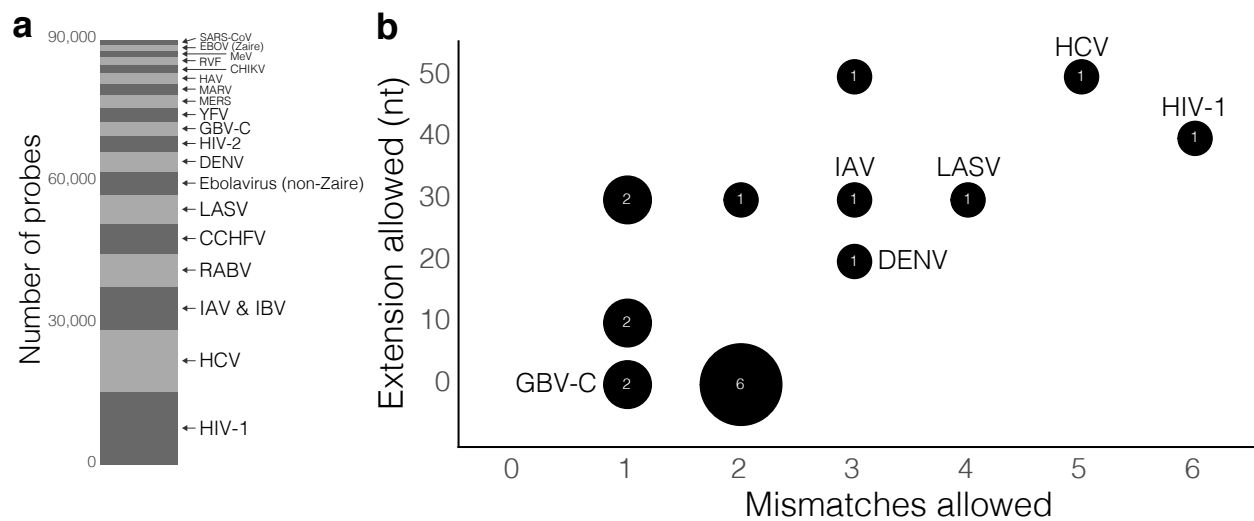 a
90,000
60,000
30,000
0
Number of probes
SARS-CoV
EBOV (Zaire)
MeV
RVF
CHIKV
HAV
MARV
MERS
YFV
GBV-C
HIV-2
DENV
Ebolavirus (non-Zaire)
LASV
CCHFV
RABV
IAV & IBV
HCV
HIV-1
b
Extension allowed (nt)
50
40
30
20
10
0
HCV
1
1
HIV-1
1
IAV
LASV
2
1
1
1
1
DENV
2
GBV-C
2
6
0 1 2 3 4 5 6
Mismatches allowed